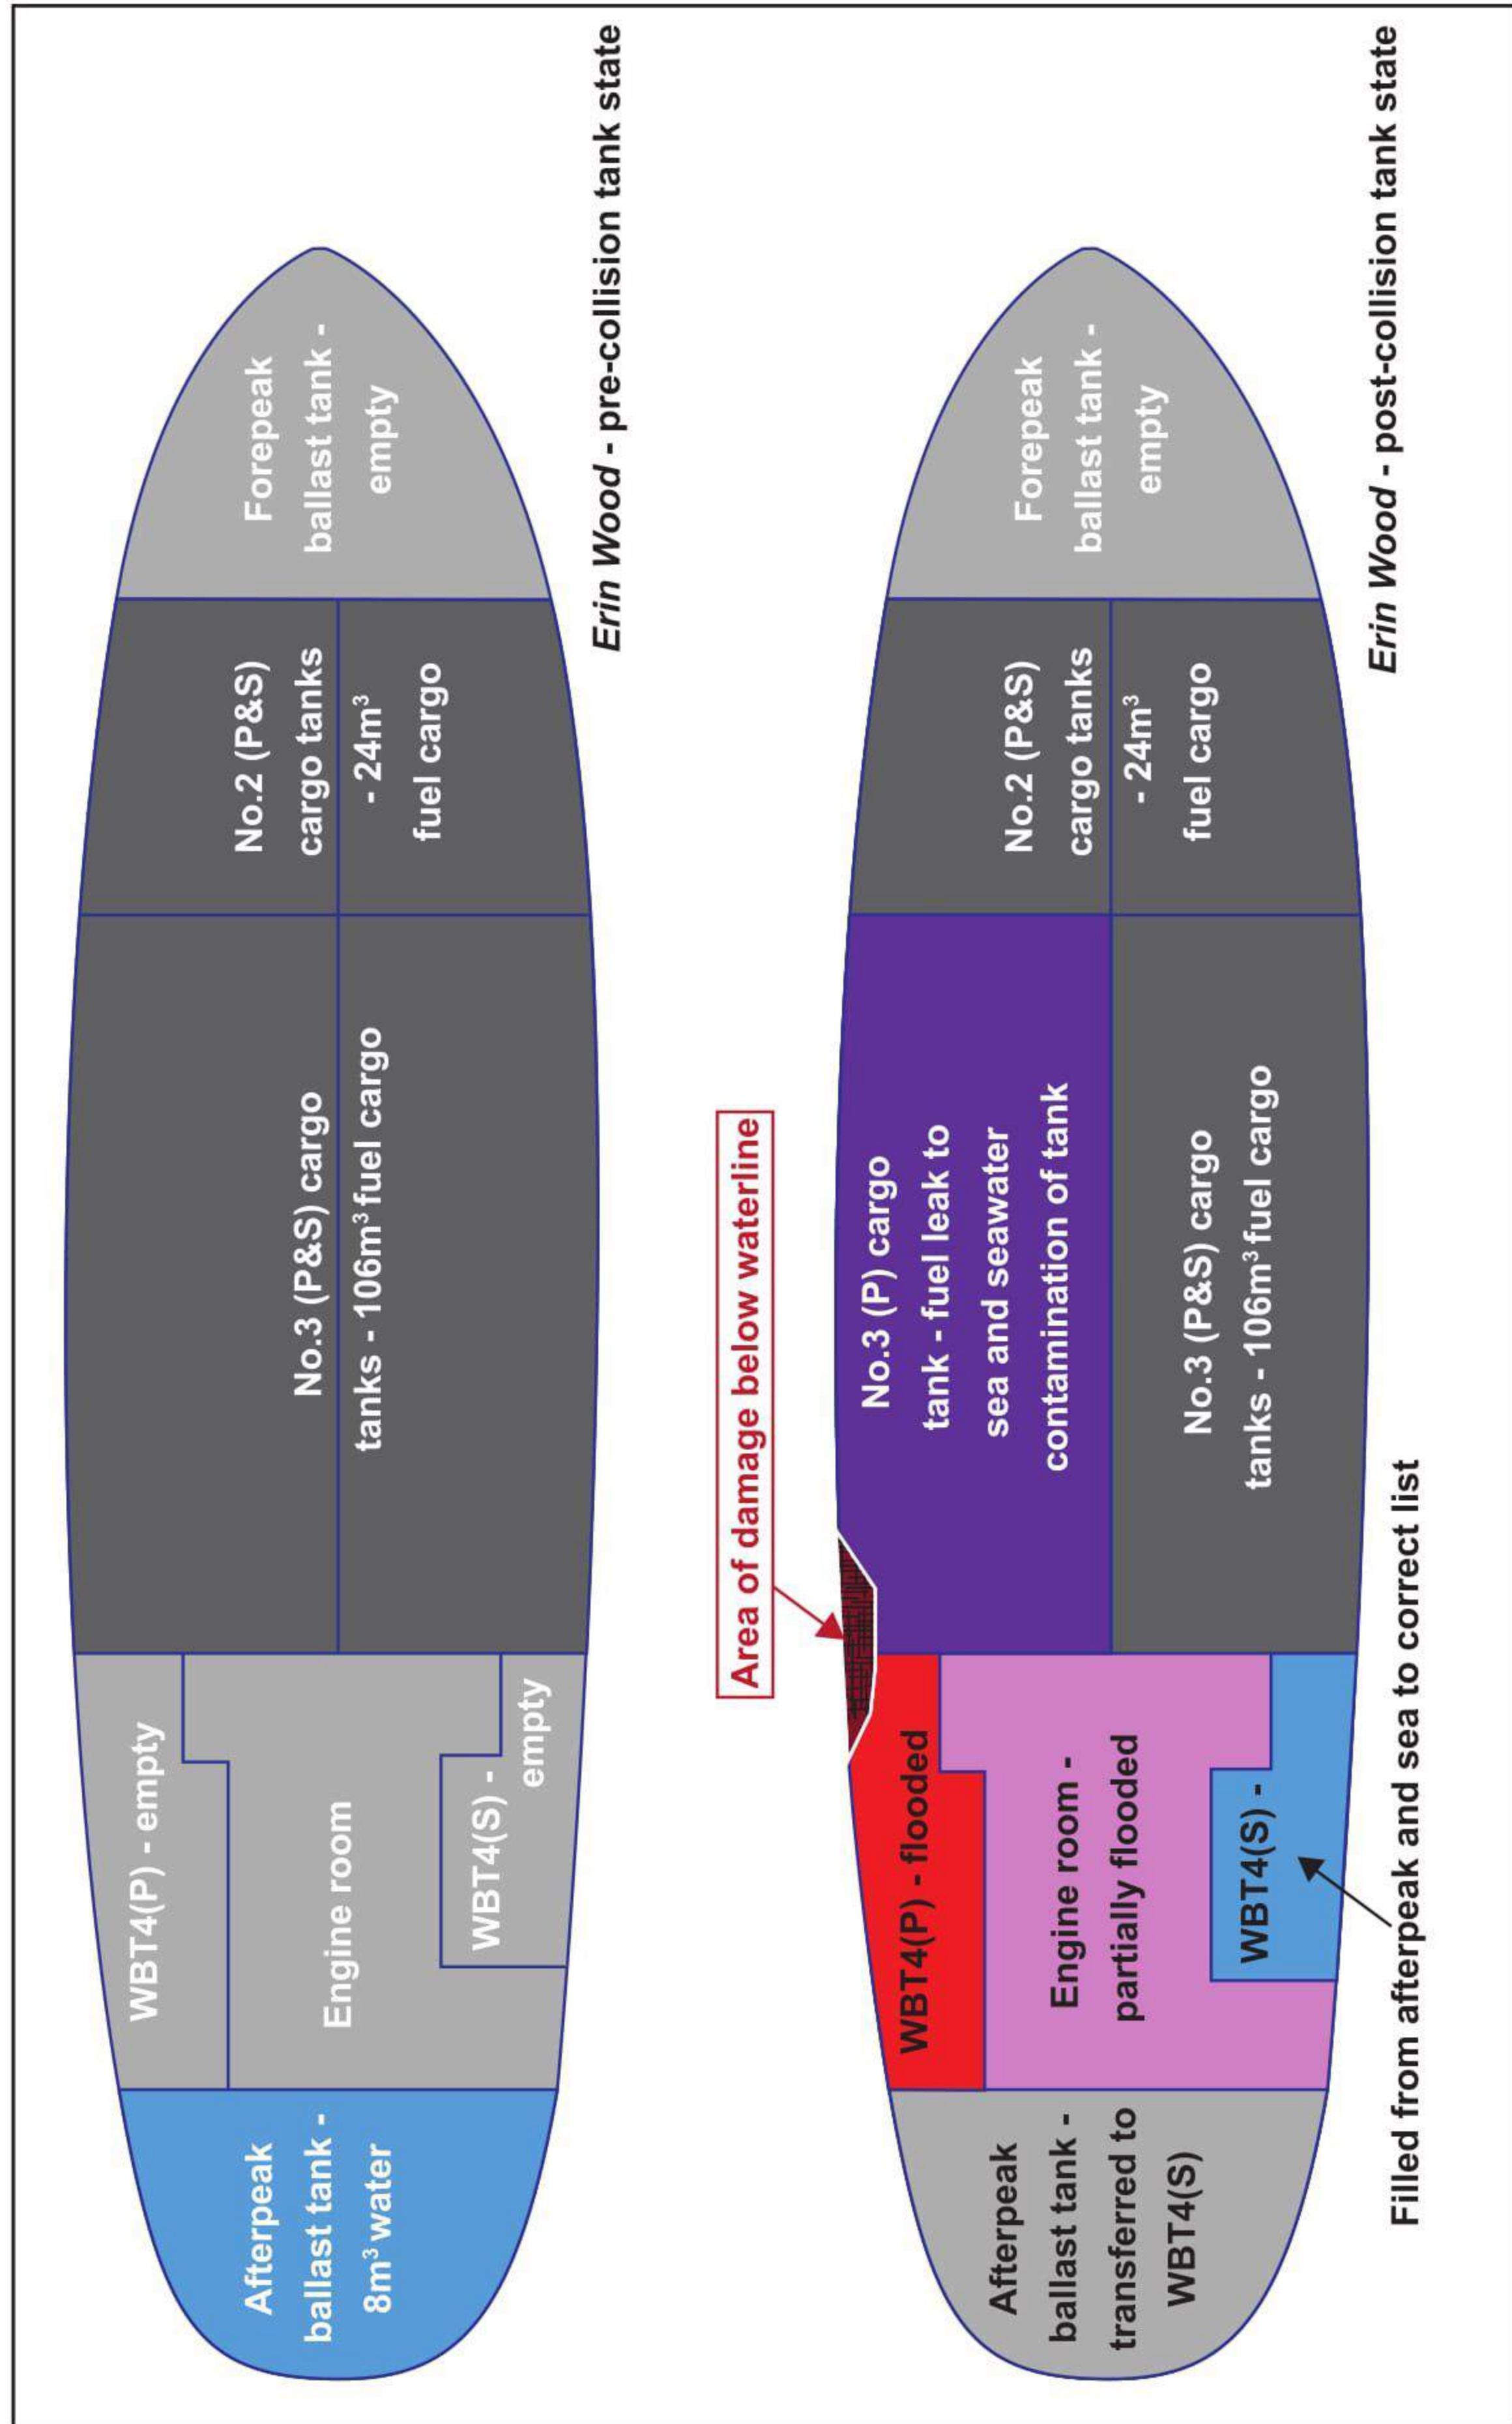 Afterpeak
ballast tank -
8m³ water
WBT4(P) - empty
Engine room
WBT4(S) -
empty
No.3 (P&S) cargo
tanks - 106m³ fuel cargo
No.2 (P&S)
cargo tanks
- 24m³
fuel cargo
Forepeak
ballast tank -
empty
Erin Wood - pre-collision tank state
Area of damage below waterline
Afterpeak
ballast tank -
transferred to
WBT4(S)
WBT4(P) - flooded
Engine room -
partially flooded
WBT4(S) -
No.3 (P) cargo
tank - fuel leak to
sea and seawater
contamination of tank
No.3 (P&S) cargo
tanks - 106m³ fuel cargo
No.2 (P&S)
cargo tanks
- 24m³
fuel cargo
Forepeak
ballast tank -
empty
Filled from afterpeak and sea to correct list
Erin Wood - post-collision tank state